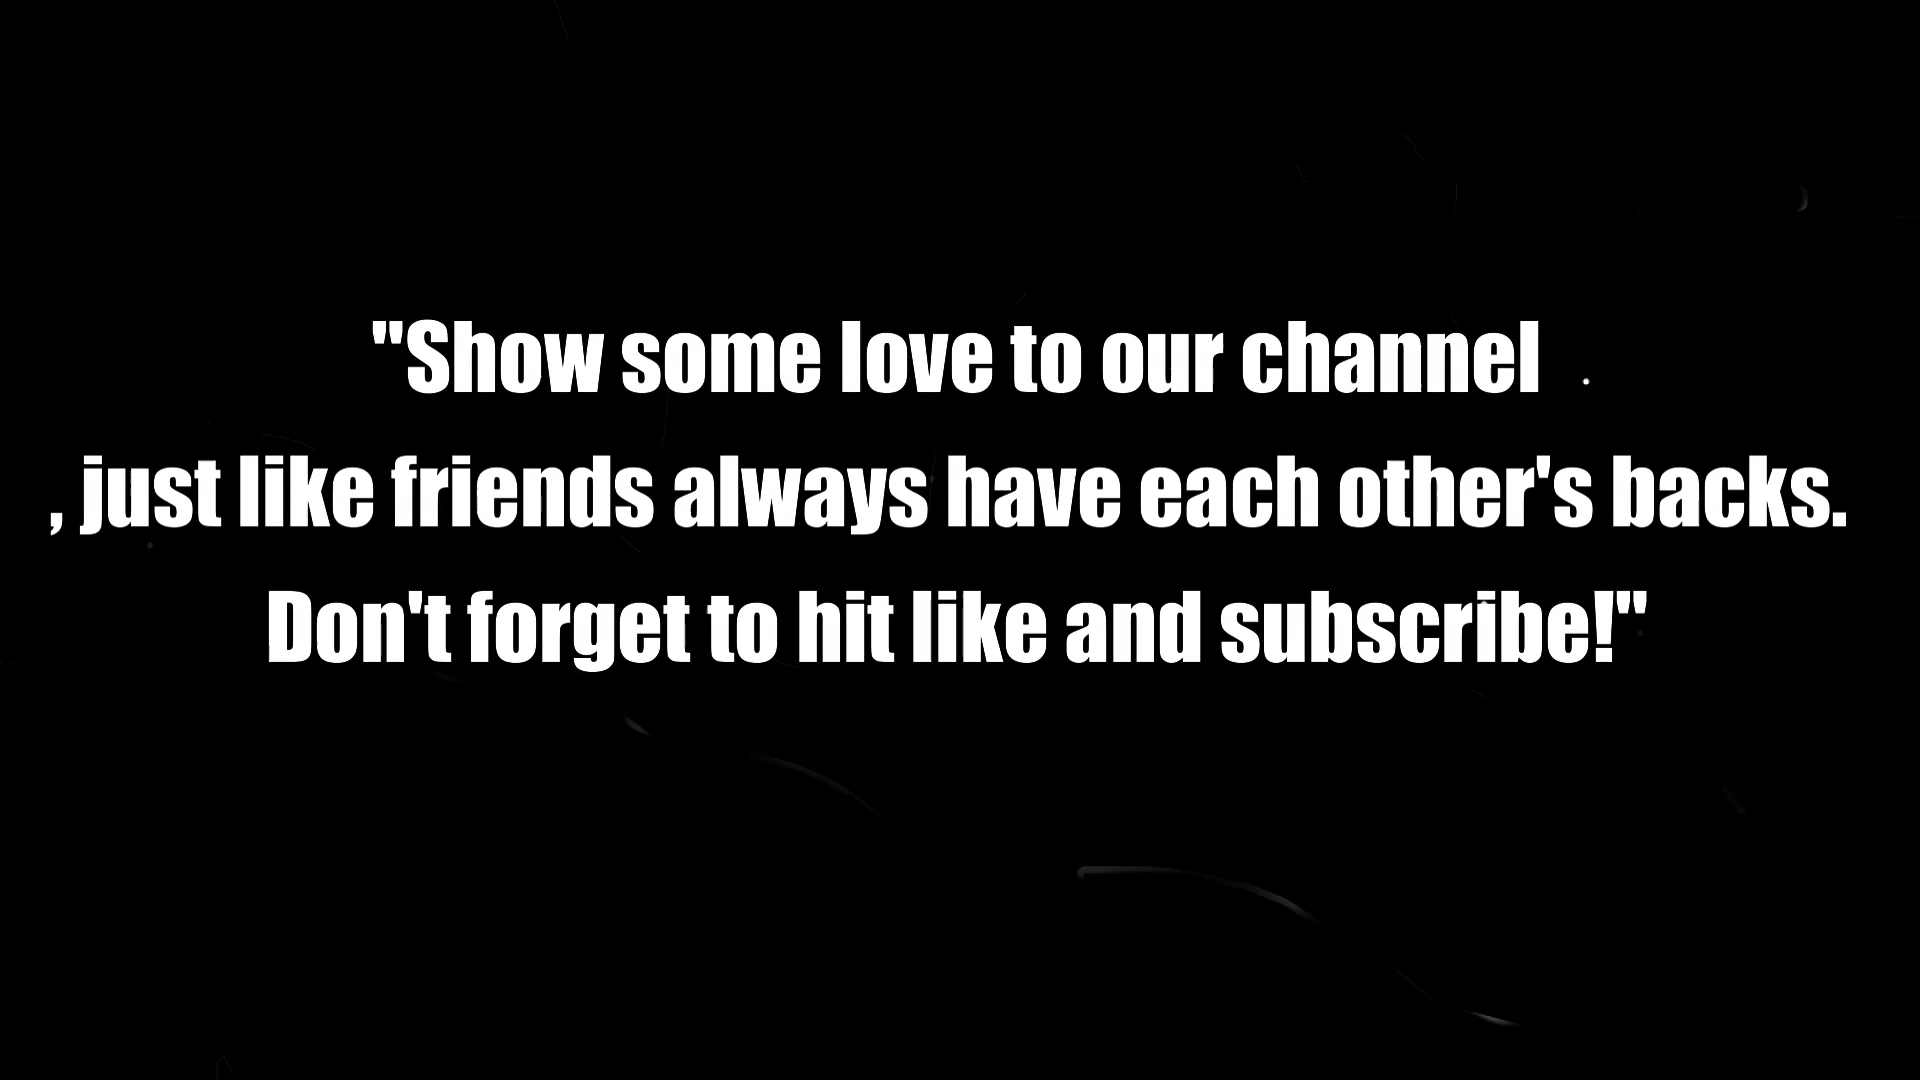 "Show some love to our channel
, just like friends always have each other's backs.
Don't forget to hit like and subscribe!"